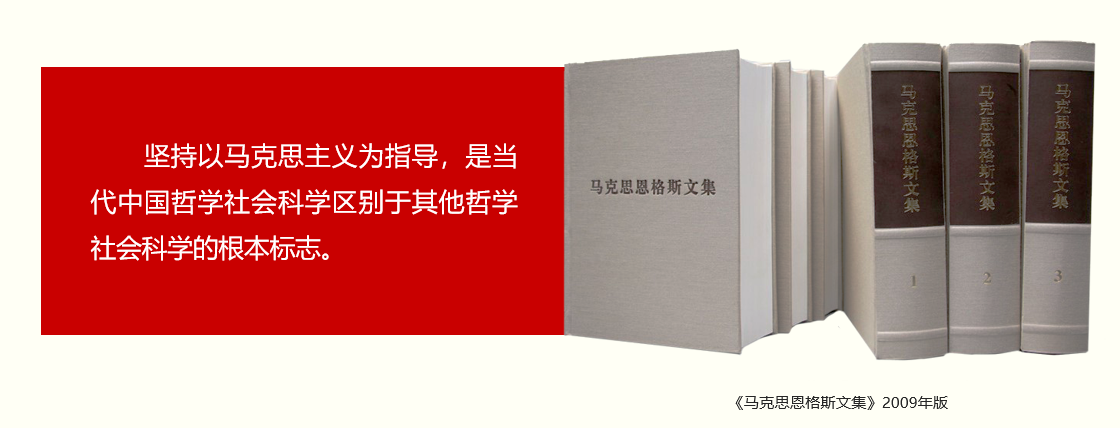 坚持以马克思主义为指导，是当
代中国哲学社会科学区别于其他哲学
社会科学的根本标志。
马克思恩格斯文集
马克思恩格斯文集
1
马克思恩格斯文集
2
马克思恩格斯文集
3
《马克思恩格斯文集》2009年版